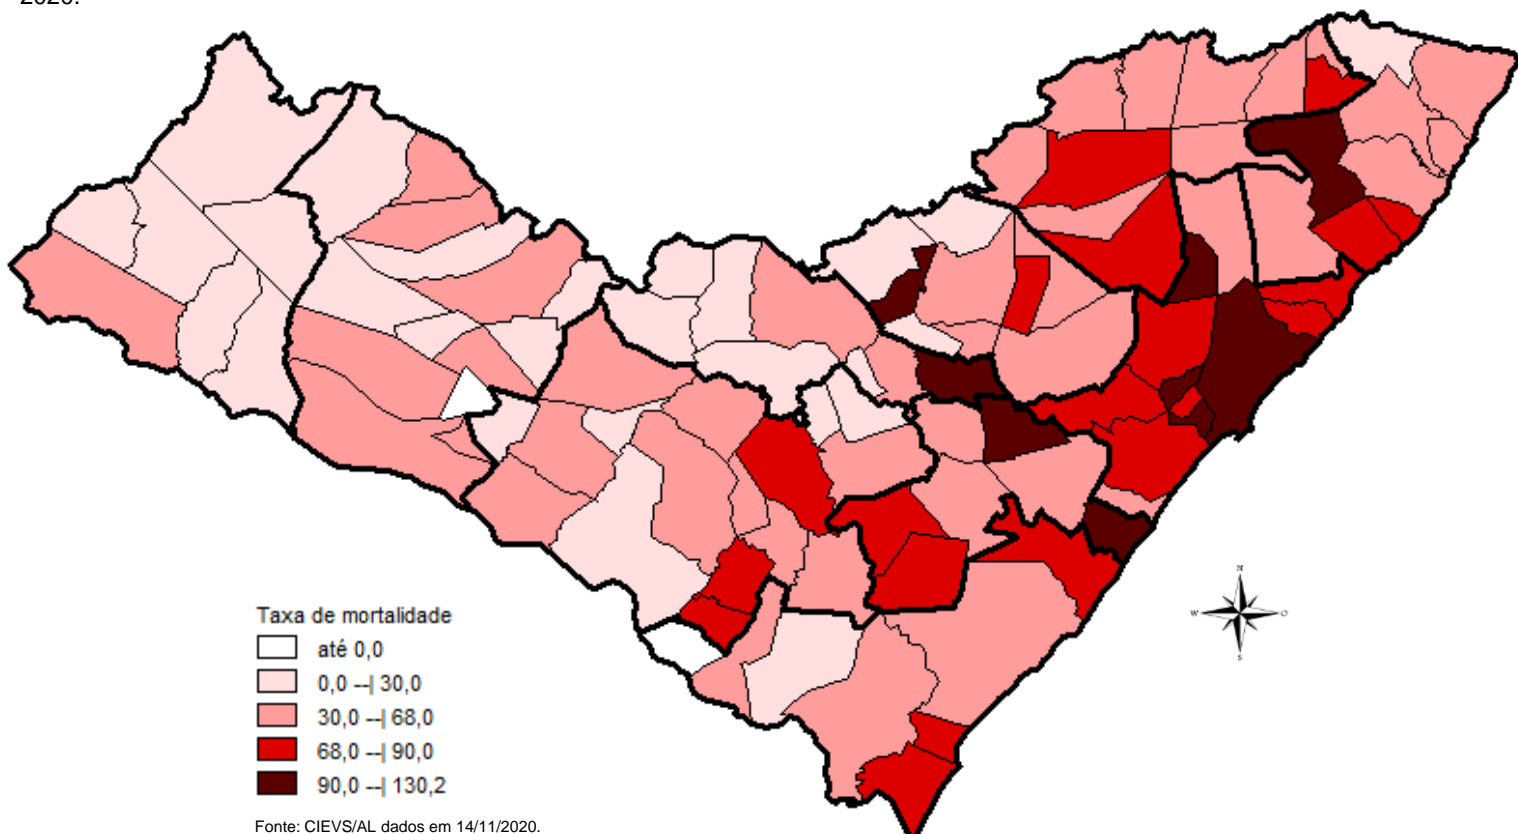 2020.
N
W
O
S
Taxa de mortalidade
até 0,0
0,0 --| 30,0
30,0 --| 68,0
68,0 --| 90,0
90,0 --| 130,2
Fonte: CIEVS/AL dados em 14/11/2020.